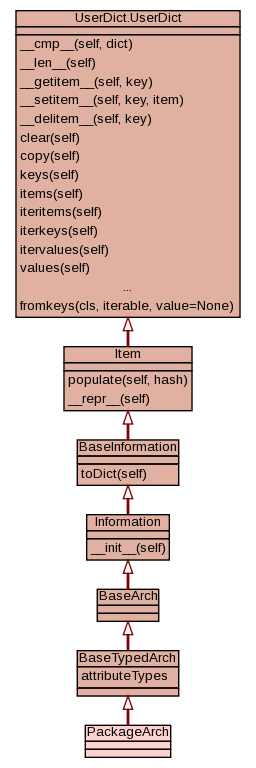 UserDict.UserDict
__cmp__(self, dict)
__len__(self)
__getitem__(self, key)
__setitem__(self, key, item)
__delitem__(self, key)
clear(self)
copy(self)
keys(self)
items(self)
iteritems(self)
iterkeys(self)
itervalues(self)
values(self)
...
fromkeys(cls, iterable, value=None)
Item
populate(self, hash)
__repr__(self)
BaseInformation
toDict(self)
Information
__init__(self)
BaseArch
BaseTypedArch
attributeTypes
PackageArch